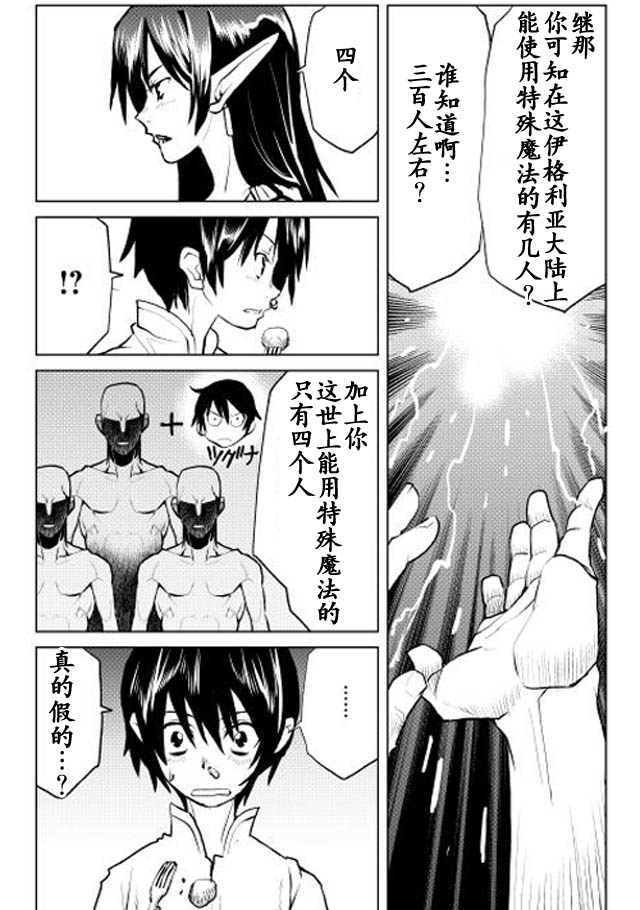 继那
你可知在这伊格利亚大陆上
能使用特殊魔法的有几人？
谁知道啊…
三百人左右？
四个
!?
加上你
这世上能用特殊魔法的
只有四个人
+
ツグナ
……
真的假的…？